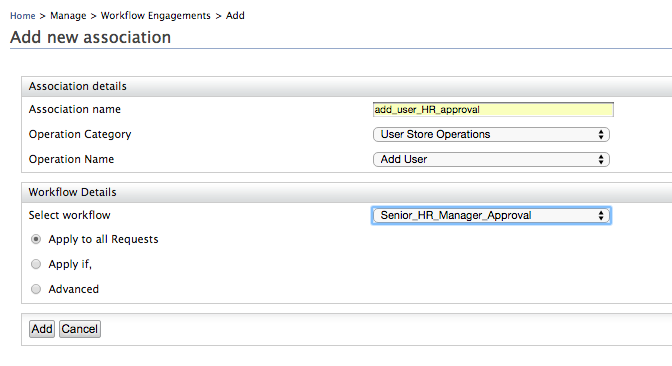 Home > Manage > Workflow Engagements > Add
Add new association
Association details
Association name add_user_HR_approval
Operation Category User Store Operations
Operation Name Add User
Workflow Details
Select workflow Senior_HR_Manager_Approval
Apply to all Requests
Apply if,
Advanced
Add Cancel